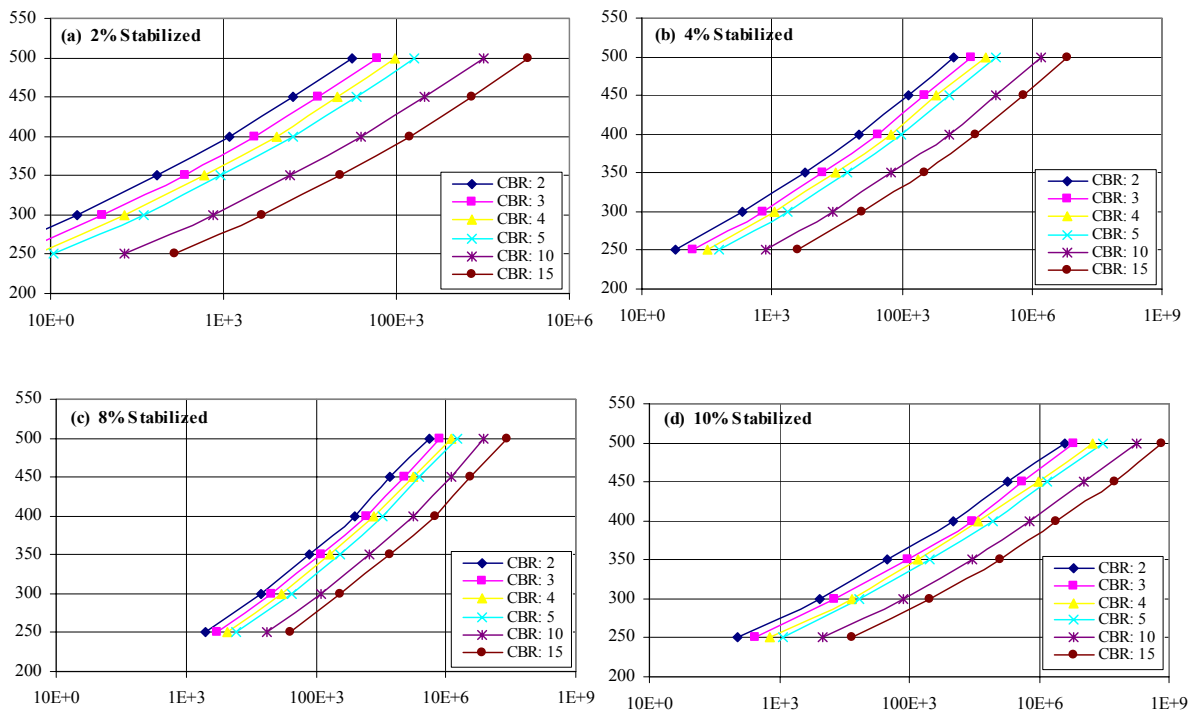 (a) 2% Stabilized
550
500
450
400
350
300
250
200
10E+0
1E+3
100E+3
10E+6
CBR: 2
CBR: 3
CBR: 4
CBR: 5
CBR: 10
CBR: 15
(b) 4% Stabilized
550
500
450
400
350
300
250
200
10E+0
1E+3
100E+3
10E+6
1E+9
CBR: 2
CBR: 3
CBR: 4
CBR: 5
CBR: 10
CBR: 15
(c) 8% Stabilized
550
500
450
400
350
300
250
200
10E+0
1E+3
100E+3
10E+6
1E+9
CBR: 2
CBR: 3
CBR: 4
CBR: 5
CBR: 10
CBR: 15
(d) 10% Stabilized
550
500
450
400
350
300
250
200
10E+0
1E+3
100E+3
10E+6
1E+9
CBR: 2
CBR: 3
CBR: 4
CBR: 5
CBR: 10
CBR: 15